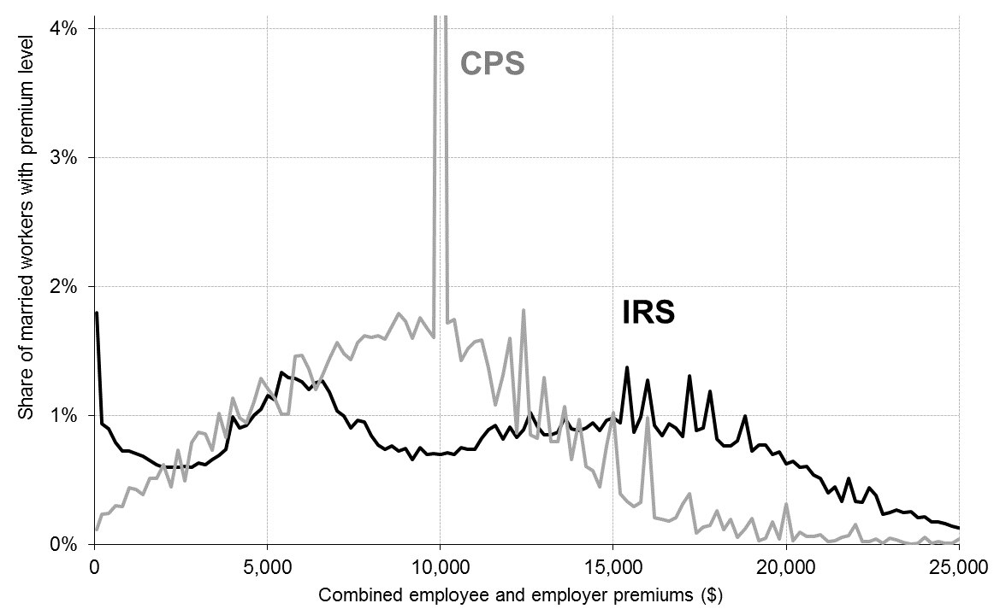 Share of married workers with premium level
4%
3%
2%
1%
0%
CPS
IRS
0
5,000
10,000
15,000
20,000
25,000
Combined employee and employer premiums ($)